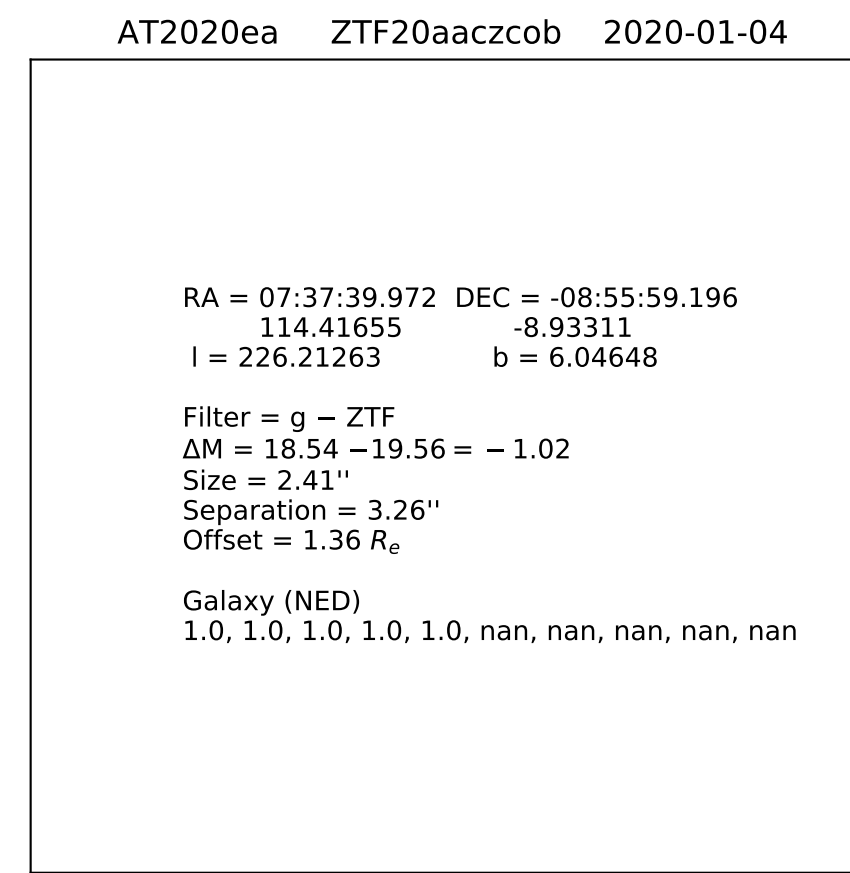 AT2020ea ZTF20aaczcob 2020-01-04
RA = 07:37:39.972 DEC = -08:55:59.196
114.41655 -8.93311
l = 226.21263 b = 6.04648
Filter = g − ZTF
ΔM = 18.54 −19.56 = − 1.02
Size = 2.41''
Separation = 3.26''
Offset = 1.36 Re
Galaxy (NED)
1.0, 1.0, 1.0, 1.0, 1.0, nan, nan, nan, nan, nan